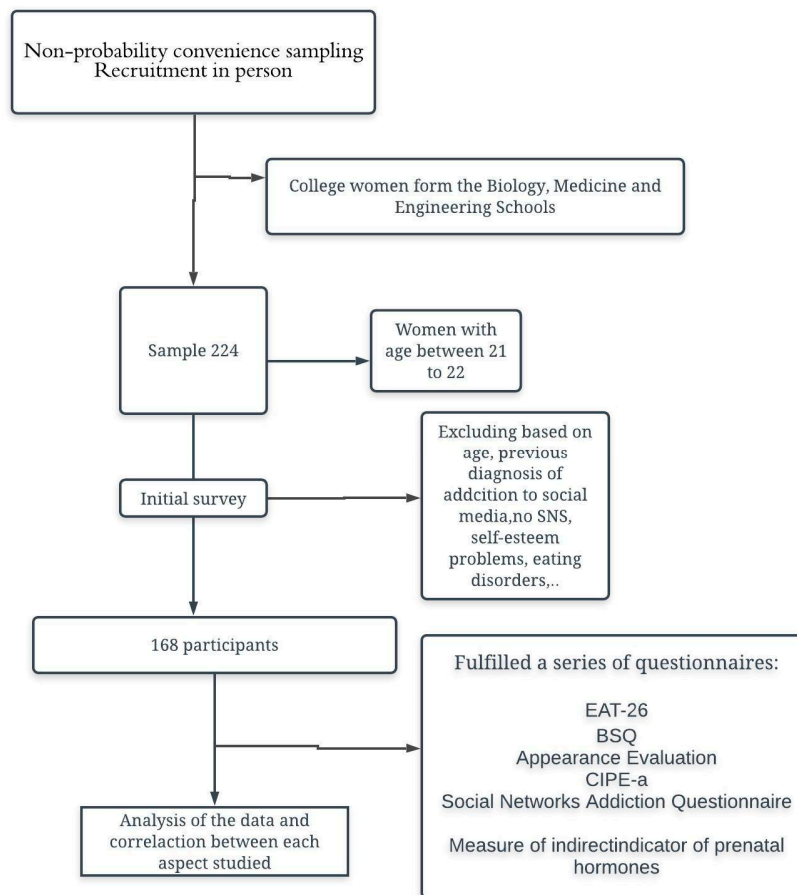 Non-probability convenience sampling
Recruitment in person
College women form the Biology, Medicine and
Engineering Schools
Sample 224
Women with
age between 21
to 22
Excluding based on
age, previous
diagnosis of
addcition to social
media,no SNS,
self-esteem
problems, eating
disorders,..
Initial survey
168 participants
Fulfilled a series of questionnaires:
EAT-26
BSQ
Appearance Evaluation
CIPE-a
Social Networks Addiction Questionnaire
Measure of indirectindicator of prenatal
hormones
Analysis of the data and
correlaction between each
aspect studied